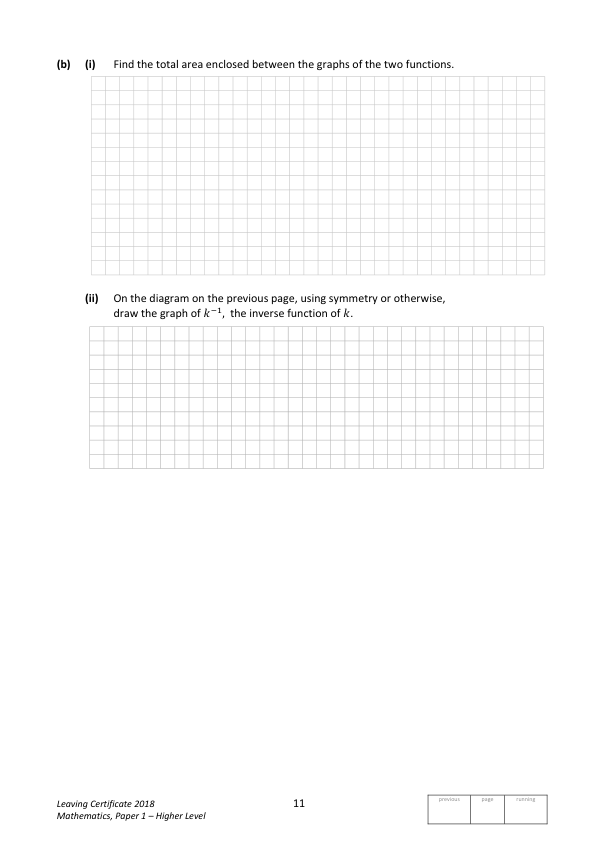 (b) (i) Find the total area enclosed between the graphs of the two functions.
(ii) On the diagram on the previous page, using symmetry or otherwise,
draw the graph of k⁻¹, the inverse function of k.
Leaving Certificate 2018
Mathematics, Paper 1 – Higher Level
11
previous page running